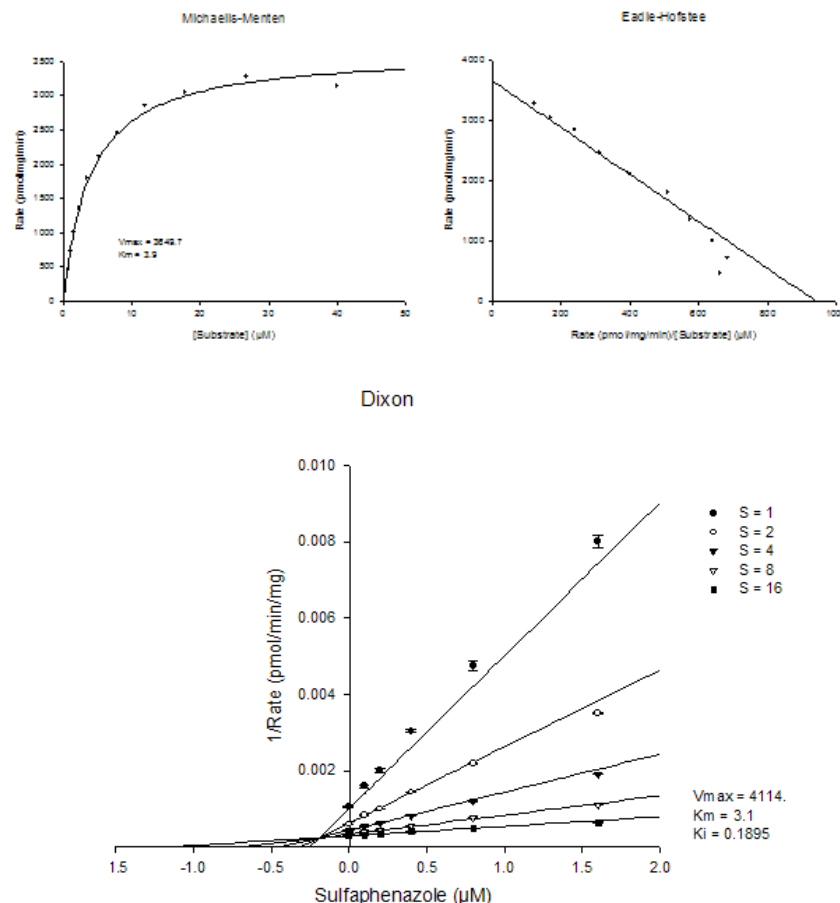 Michaelis-Menten
Rate (pmol/mg/min)
3500
3000
2500
2000
1500
1000
500
0
Vmax = 3649.7
Km = 3.9
0
10
20
30
40
50
[Substrate] (µM)
Eadie-Hofstee
Rate (pmol/mg/min)
4000
3000
2000
1000
0
0
200
400
600
800
100
Rate (pmol/mg/min)/[Substrate] (µM)
Dixon
1/Rate (pmol/min/mg)
0.010
0.008
0.006
0.004
0.002
1.5
-1.0
-0.5
0.0
0.5
1.0
1.5
2.0
Sulfaphenazole (µM)
S = 1
S = 2
S = 4
S = 8
S = 16
Vmax = 4114.
Km = 3.1
Ki = 0.1895